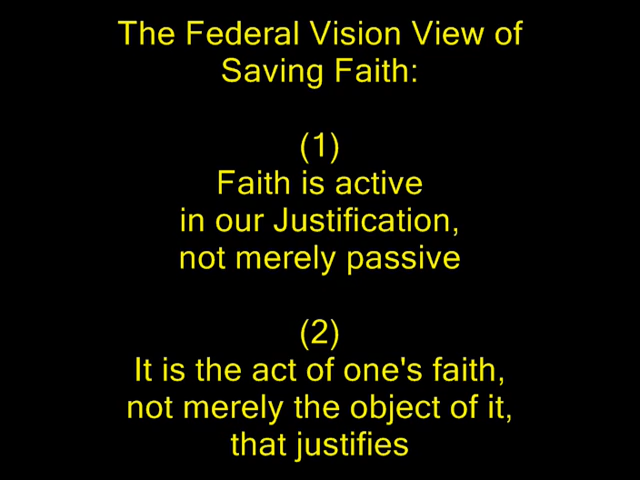 The Federal Vision View of
Saving Faith:
(1)
Faith is active
in our Justification,
not merely passive
(2)
It is the act of one's faith,
not merely the object of it,
that justifies